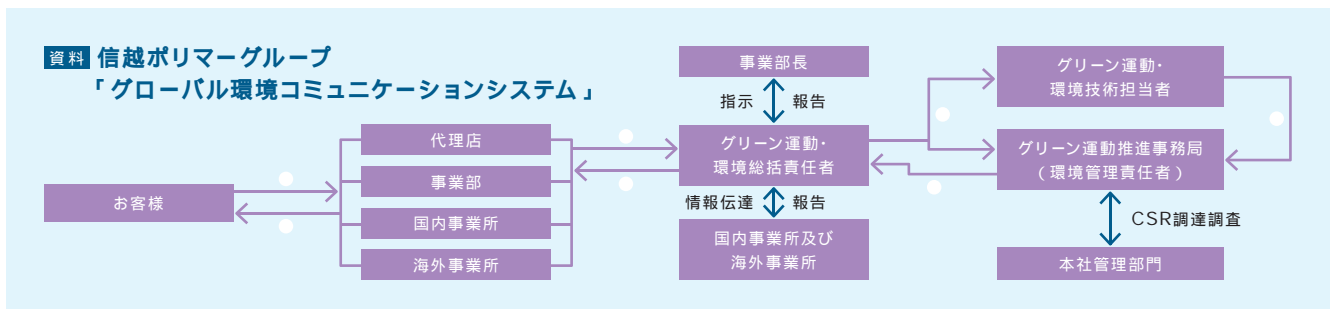 資料 信越ポリマーグループ
「グローバル環境コミュニケーションシステム」
お客様
代理店
事業部
国内事業所
海外事業所
事業部長
指示
報告
グリーン運動・
環境総括責任者
情報伝達
報告
国内事業所及び
海外事業所
グリーン運動・
環境技術担当者
グリーン運動推進事務局
（環境管理責任者）
CSR調達調査
本社管理部門